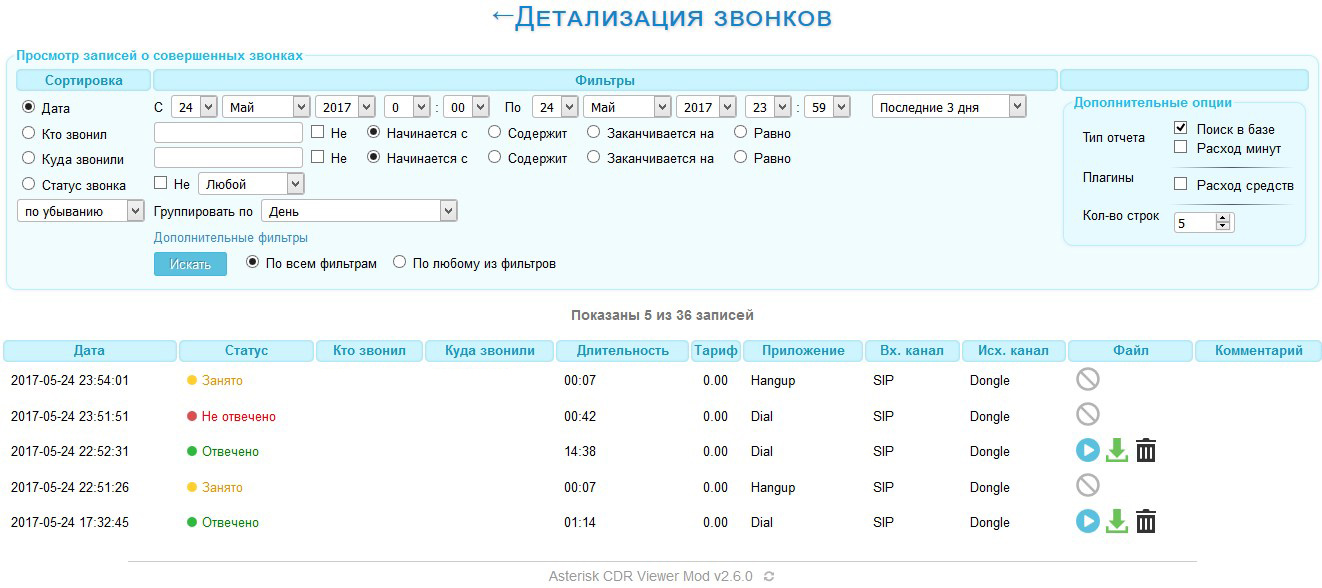 ←Детализация звонков
Просмотр записей о совершенных звонках
Сортировка Фильтры
Дата С 24 Май 2017 0 : 00 По 24 Май 2017 23 : 59 Последние 3 дня
Дополнительные опции
Кто звонил Не Начинается с Содержит Заканчивается на Равно
Тип отчета Поиск в базе
Расход минут
Куда звонили Не Начинается с Содержит Заканчивается на Равно
Плагины Расход средств
Статус звонка Не Любой
по убыванию Группировать по День
Кол-во строк 5
Дополнительные фильтры
Искать По всем фильтрам По любому из фильтров
Показаны 5 из 36 записей
Дата Статус Кто звонил Куда звонили Длительность Тариф Приложение Вх. канал Исх. канал Файл Комментарий
2017-05-24 23:54:01 Занято 00:07 0.00 Hangup SIP Dongle
2017-05-24 23:51:51 Не отвечено 00:42 0.00 Dial SIP Dongle
2017-05-24 22:52:31 Отвечено 14:38 0.00 Dial SIP Dongle
2017-05-24 22:51:26 Занято 00:07 0.00 Hangup SIP Dongle
2017-05-24 17:32:45 Отвечено 01:14 0.00 Dial SIP Dongle
Asterisk CDR Viewer Mod v2.6.0